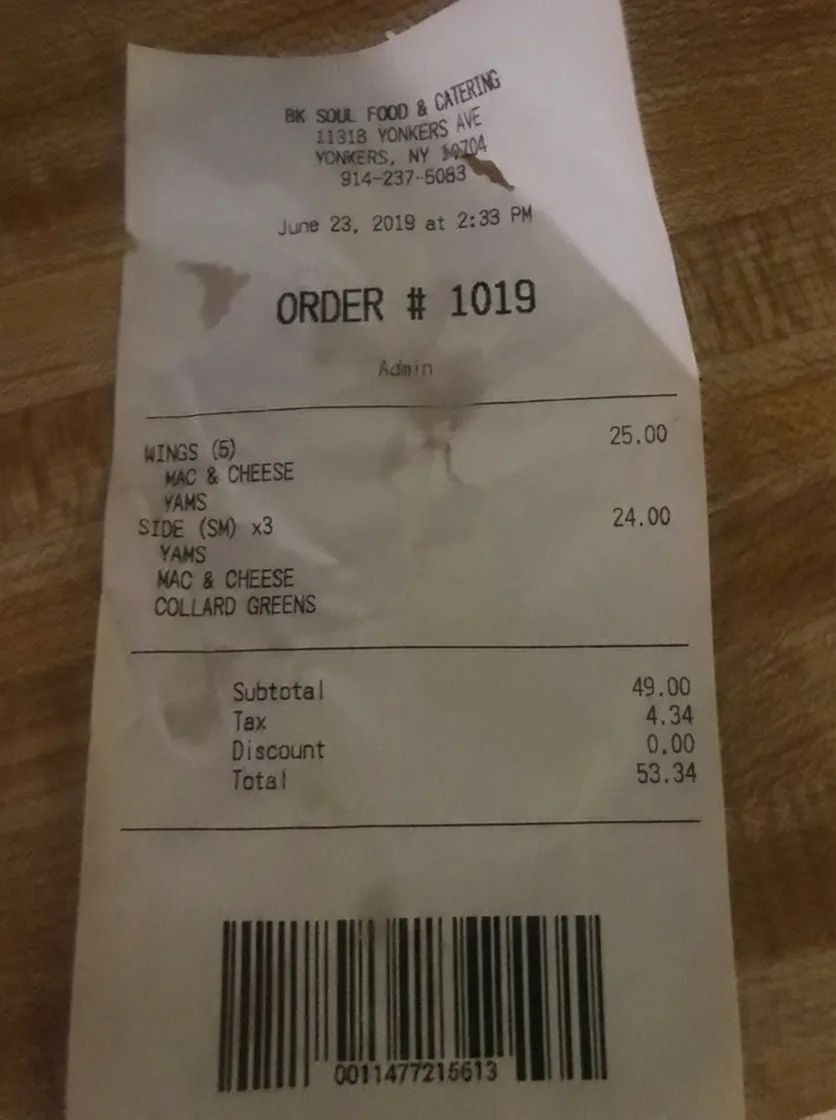 BK SOUL FOOD & CATERING
1131B YONKERS AVE
YONKERS, NY 10704
914-237-5083
June 23, 2019 at 2:33 PM
ORDER # 1019
Admin
WINGS (5) 25.00
MAC & CHEESE
YAMS
SIDE (SM) x3 24.00
YAMS
MAC & CHEESE
COLLARD GREENS
Subtotal 49.00
Tax 4.34
Discount 0.00
Total 53.34
0011477215613